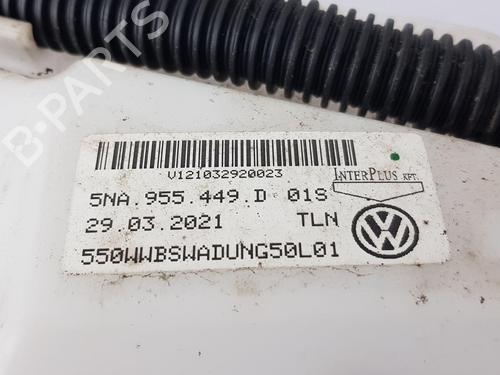 B-PARTS
V121032920023
INTERPLUS KFT.
5NA.955.449.D 01S
29.03.2021 TLN
550WWBSWADUNG50L01